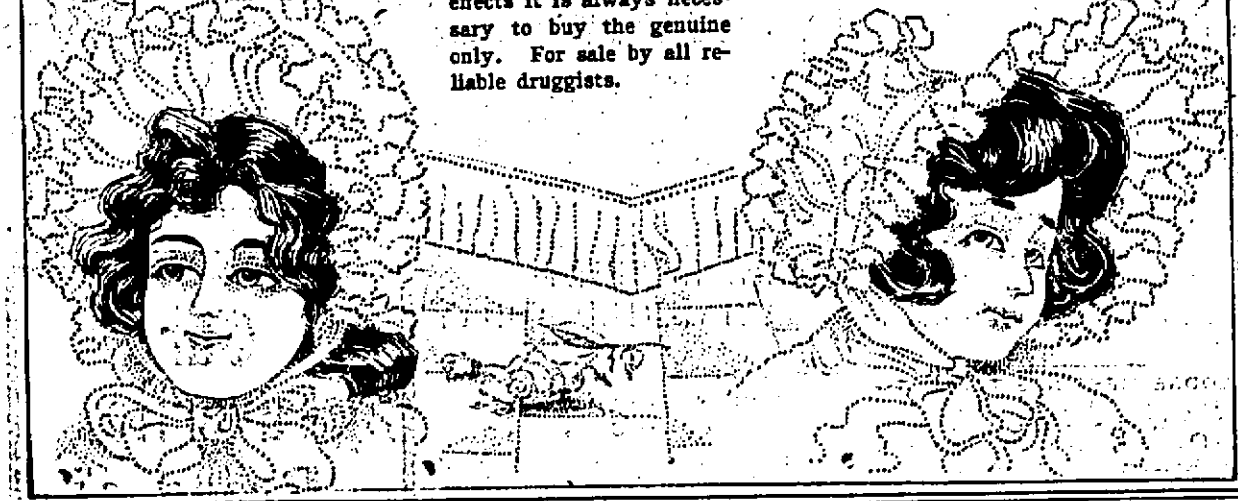 effects it is always neces-
sary to buy the genuine
only. For sale by all re-
liable druggists.